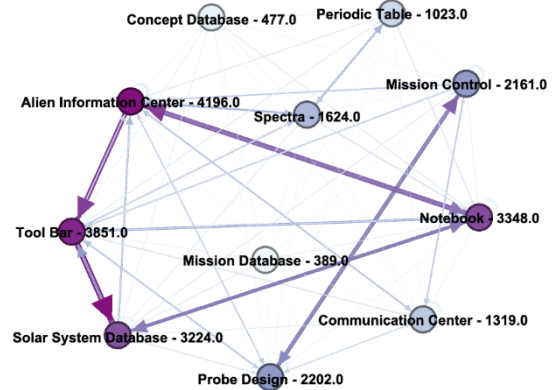 Periodic Table - 1023.0
Concept Database - 477.0
Mission Control - 2161.0
Alien Information Center - 4196.0
Spectra - 1624.0
Notebook - 3348.0
Tool Bar - 3851.0
Mission Database - 389.0
Communication Center - 1319.0
Solar System Database - 3224.0
Probe Design - 2202.0